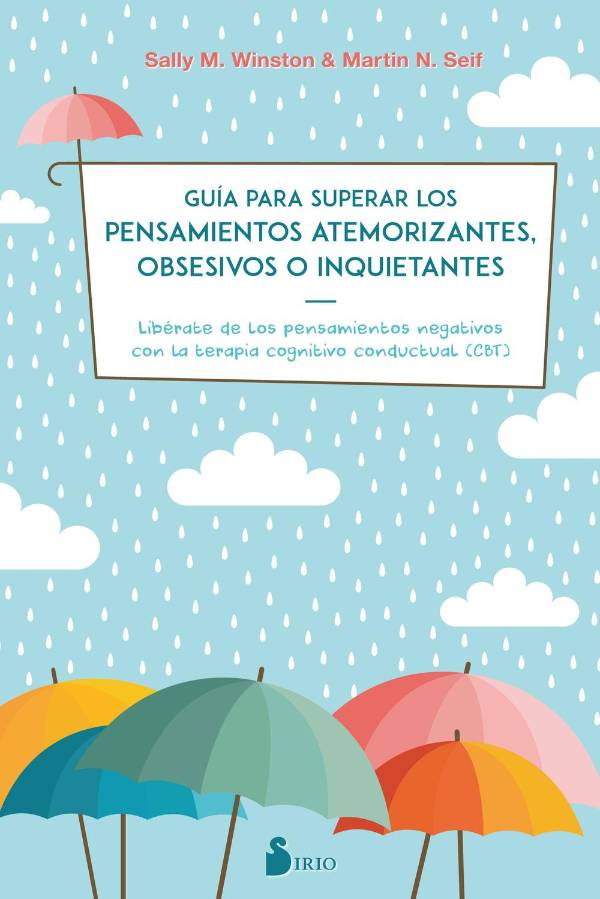 Sally M. Winston & Martin N. Seif
GUÍA PARA SUPERAR LOS
PENSAMIENTOS ATEMORIZANTES,
OBSESIVOS O INQUIETANTES
Libérate de los pensamientos negativos
con la terapia cognitivo conductual (CBT)
SIRIO